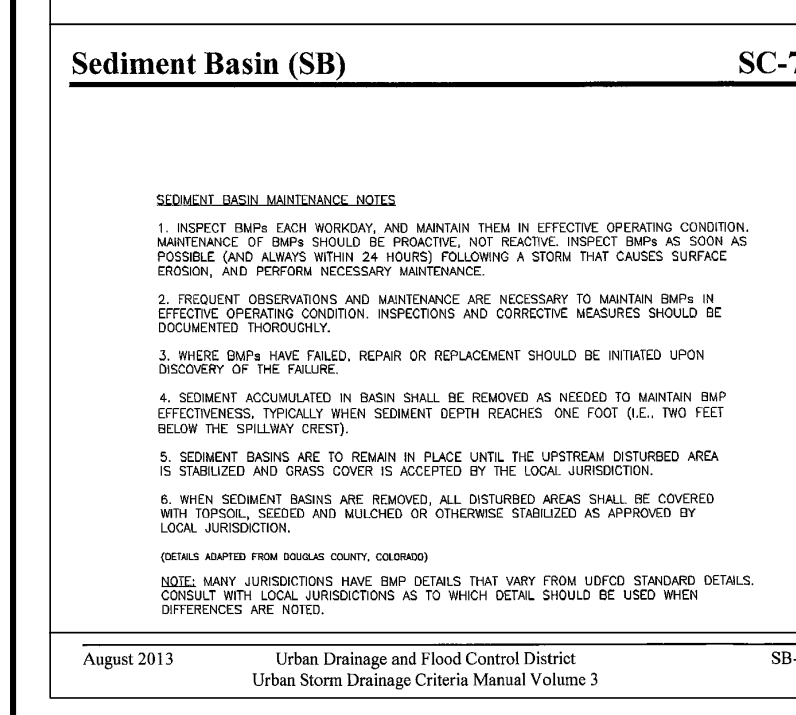 Sediment Basin (SB) SC-7
SEDIMENT BASIN MAINTENANCE NOTES
1. INSPECT BMPs EACH WORKDAY, AND MAINTAIN THEM IN EFFECTIVE OPERATING CONDITION.
MAINTENANCE OF BMPs SHOULD BE PROACTIVE, NOT REACTIVE. INSPECT BMPs AS SOON AS
POSSIBLE (AND ALWAYS WITHIN 24 HOURS) FOLLOWING A STORM THAT CAUSES SURFACE
EROSION, AND PERFORM NECESSARY MAINTENANCE.
2. FREQUENT OBSERVATIONS AND MAINTENANCE ARE NECESSARY TO MAINTAIN BMPs IN
EFFECTIVE OPERATING CONDITION. INSPECTIONS AND CORRECTIVE MEASURES SHOULD BE
DOCUMENTED THOROUGHLY.
3. WHERE BMPs HAVE FAILED, REPAIR OR REPLACEMENT SHOULD BE INITIATED UPON
DISCOVERY OF THE FAILURE.
4. SEDIMENT ACCUMULATED IN BASIN SHALL BE REMOVED AS NEEDED TO MAINTAIN BMP
EFFECTIVENESS, TYPICALLY WHEN SEDIMENT DEPTH REACHES ONE FOOT (I.E., TWO FEET
BELOW THE SPILLWAY CREST).
5. SEDIMENT BASINS ARE TO REMAIN IN PLACE UNTIL THE UPSTREAM DISTURBED AREA
IS STABILIZED AND GRASS COVER IS ACCEPTED BY THE LOCAL JURISDICTION.
6. WHEN SEDIMENT BASINS ARE REMOVED, ALL DISTURBED AREAS SHALL BE COVERED
WITH TOPSOIL, SEEDED AND MULCHED OR OTHERWISE STABILIZED AS APPROVED BY
LOCAL JURISDICTION.
(DETAILS ADAPTED FROM DOUGLAS COUNTY, COLORADO)
NOTE: MANY JURISDICTIONS HAVE BMP DETAILS THAT VARY FROM UDFCD STANDARD DETAILS.
CONSULT WITH LOCAL JURISDICTIONS AS TO WHICH DETAIL SHOULD BE USED WHEN
DIFFERENCES ARE NOTED.
August 2013 Urban Drainage and Flood Control District SB-
Urban Storm Drainage Criteria Manual Volume 3